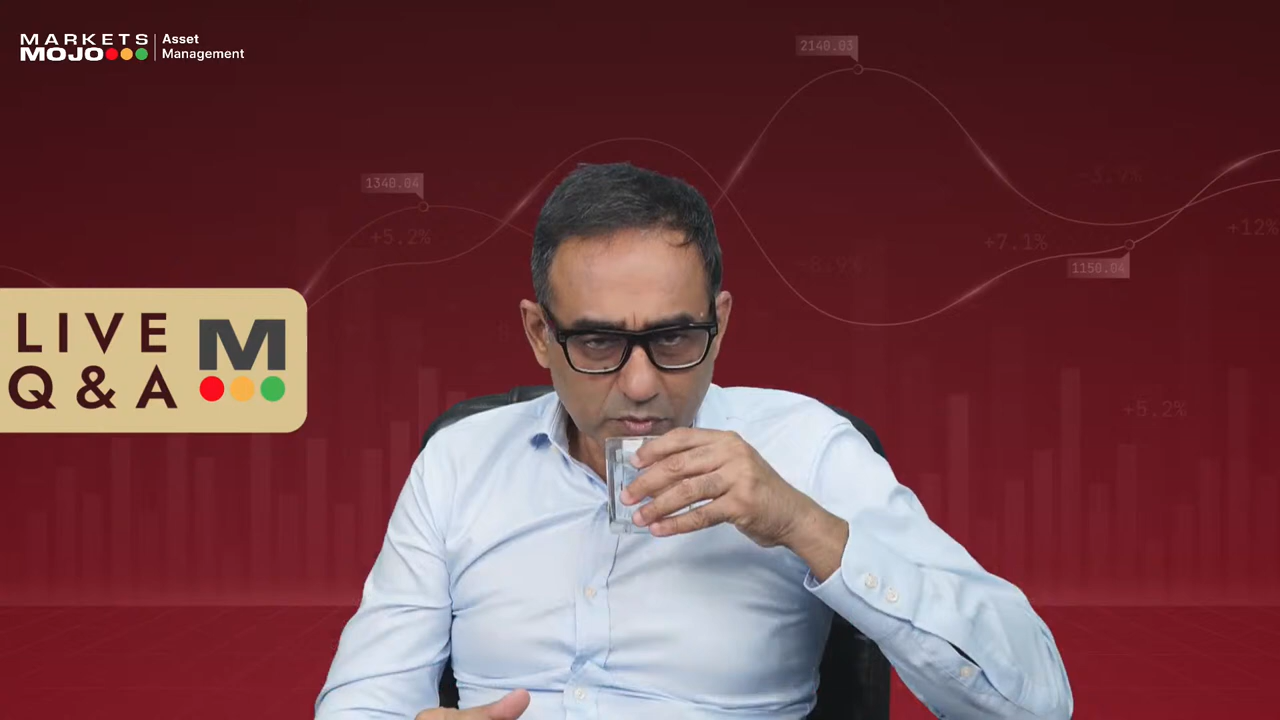 MARKETS
MOJO
Asset
Management
2140.03
1348.04
+5.2%
+7.1%
+12%
1150.04
LIVE
Q & A
M
+5.2%